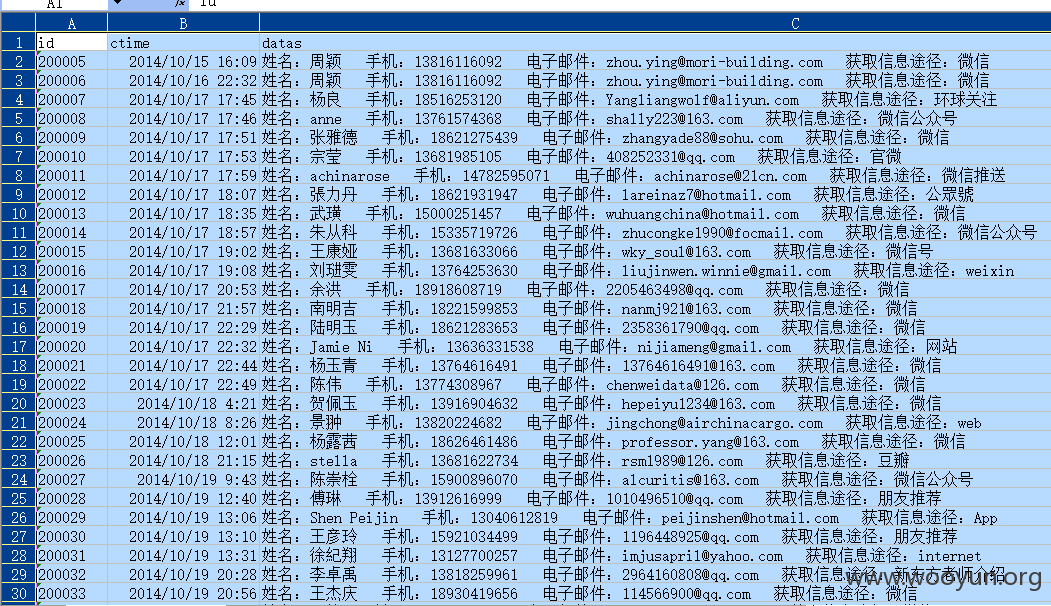 A1 fx id
A B C
1 id ctime datas
2 200005 2014/10/15 16:09 姓名：周颖 手机：13816116092 电子邮件：zhou.ying@mori-building.com 获取信息途径：微信
3 200006 2014/10/16 22:32 姓名：周颖 手机：13816116092 电子邮件：zhou.ying@mori-building.com 获取信息途径：微信
4 200007 2014/10/17 17:45 姓名：杨良 手机：18516253120 电子邮件：Yangliangwolf@aliyun.com 获取信息途径：环球关注
5 200008 2014/10/17 17:46 姓名：anne 手机：13761574368 电子邮件：shally223@163.com 获取信息途径：微信公众号
6 200009 2014/10/17 17:51 姓名：张雅德 手机：18621275439 电子邮件：zhangyade88@sohu.com 获取信息途径：微信
7 200010 2014/10/17 17:53 姓名：宗莹 手机：13681985105 电子邮件：408252331@qq.com 获取信息途径：官微
8 200011 2014/10/17 17:59 姓名：achinarose 手机：14782595071 电子邮件：achinarose@21cn.com 获取信息途径：微信推送
9 200012 2014/10/17 18:07 姓名：張力丹 手机：18621931947 电子邮件：lareinaz7@hotmail.com 获取信息途径：公眾號
10 200013 2014/10/17 18:35 姓名：武璜 手机：15000251457 电子邮件：wuhuangchina@hotmail.com 获取信息途径：微信
11 200014 2014/10/17 18:57 姓名：朱从科 手机：15335719726 电子邮件：zhucongke1990@focmail.com 获取信息途径：微信公众号
12 200015 2014/10/17 19:02 姓名：王康娅 手机：13681633066 电子邮件：wky_soul@163.com 获取信息途径：微信号
13 200016 2014/10/17 19:08 姓名：刘琎雯 手机：13764253630 电子邮件：liujinwen.winnie@gmail.com 获取信息途径：weixin
14 200017 2014/10/17 20:53 姓名：余洪 手机：18918608719 电子邮件：2205463498@qq.com 获取信息途径：微信
15 200018 2014/10/17 21:57 姓名：南明吉 手机：18221599853 电子邮件：nanmj921@163.com 获取信息途径：微信
16 200019 2014/10/17 22:29 姓名：陆明玉 手机：18621283653 电子邮件：2358361790@qq.com 获取信息途径：微信
17 200020 2014/10/17 22:32 姓名：Jamie Ni 手机：13636331538 电子邮件：nijiameng@gmail.com 获取信息途径：网站
18 200021 2014/10/17 22:44 姓名：杨玉青 手机：13764616491 电子邮件：13764616491@163.com 获取信息途径：微信
19 200022 2014/10/17 22:49 姓名：陈伟 手机：13774308967 电子邮件：chenweidata@126.com 获取信息途径：微信
20 200023 2014/10/18 4:21 姓名：贺佩玉 手机：13916904632 电子邮件：hepeiyu1234@163.com 获取信息途径：微信
21 200024 2014/10/18 8:26 姓名：景翀 手机：13820224682 电子邮件：jingchong@airchinacargo.com 获取信息途径：web
22 200025 2014/10/18 12:01 姓名：杨露茜 手机：18626461486 电子邮件：professor.yang@163.com 获取信息途径：微信
23 200026 2014/10/18 21:15 姓名：stella 手机：13681622734 电子邮件：rsm1989@126.com 获取信息途径：豆瓣
24 200027 2014/10/19 9:43 姓名：陈崇栓 手机：15900896070 电子邮件：alcuritis@163.com 获取信息途径：微信公众号
25 200028 2014/10/19 12:40 姓名：傅琳 手机：13912616999 电子邮件：1010496510@qq.com 获取信息途径：朋友推荐
26 200029 2014/10/19 13:06 姓名：Shen Peijin 手机：13040612819 电子邮件：peijinshen@hotmail.com 获取信息途径：App
27 200030 2014/10/19 13:10 姓名：王彦玲 手机：15921034499 电子邮件：1196448925@qq.com 获取信息途径：朋友推荐
28 200031 2014/10/19 13:31 姓名：徐紀翔 手机：13127700257 电子邮件：imjusapril@yahoo.com 获取信息途径：internet
29 200032 2014/10/19 20:28 姓名：李卓禹 手机：13818259961 电子邮件：2964160808@qq.com 获取信息途径：新东方老师介绍
30 200033 2014/10/19 20:56 姓名：王杰庆 手机：18930419656 电子邮件：114566900@qq.com 获取信息途径：微信
www.wooyun.org